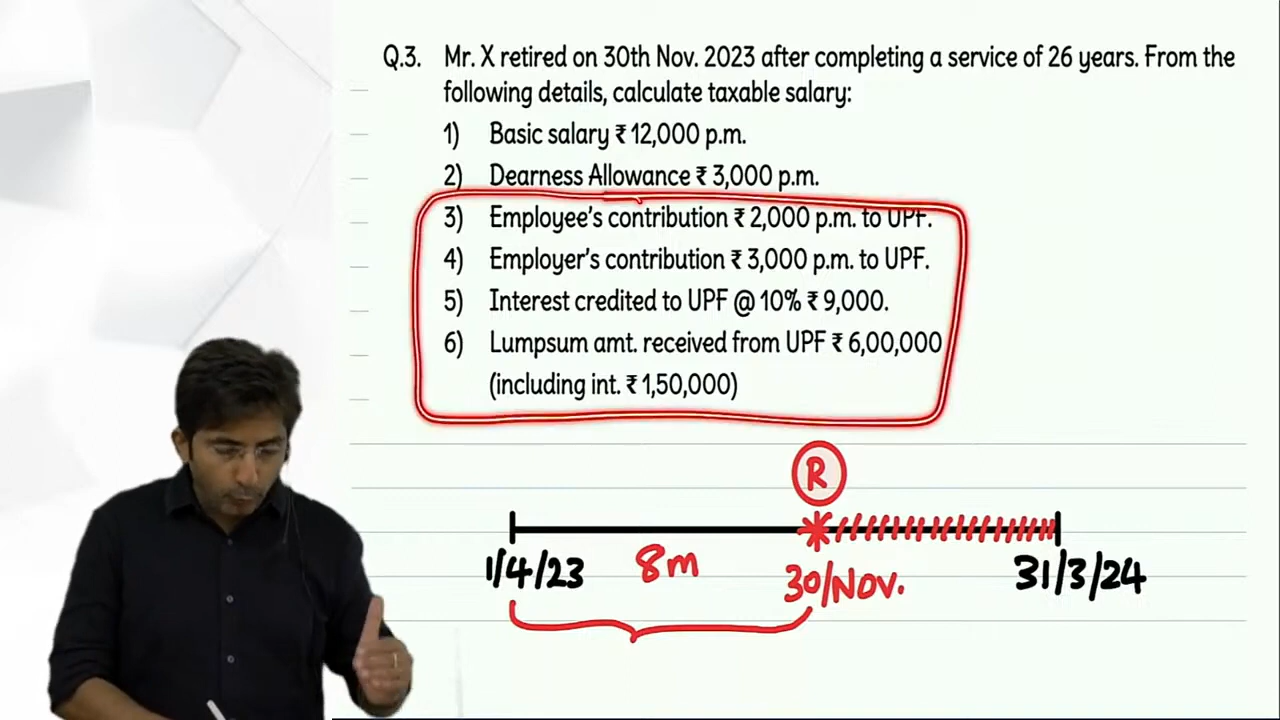 Q.3. Mr. X retired on 30th Nov. 2023 after completing a service of 26 years. From the
following details, calculate taxable salary:
1) Basic salary ₹ 12,000 p.m.
2) Dearness Allowance ₹ 3,000 p.m.
3) Employee's contribution ₹ 2,000 p.m. to UPF.
4) Employer's contribution ₹ 3,000 p.m. to UPF.
5) Interest credited to UPF @ 10% ₹ 9,000.
6) Lumpsum amt. received from UPF ₹ 6,00,000
(including int. ₹ 1,50,000)
R
1/4/23 8m 30/NOV. 31/3/24